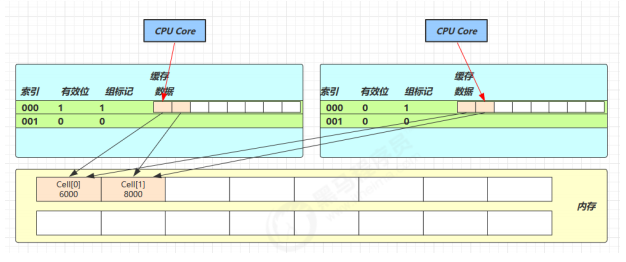 CPU Core
CPU Core
缓存
索引 有效位 组标记 数据
000 1 1
001 0 0
缓存
索引 有效位 组标记 数据
000 0 1
001 0 0
Cell[0]
6000
Cell[1]
8000
内存
黑马程序员